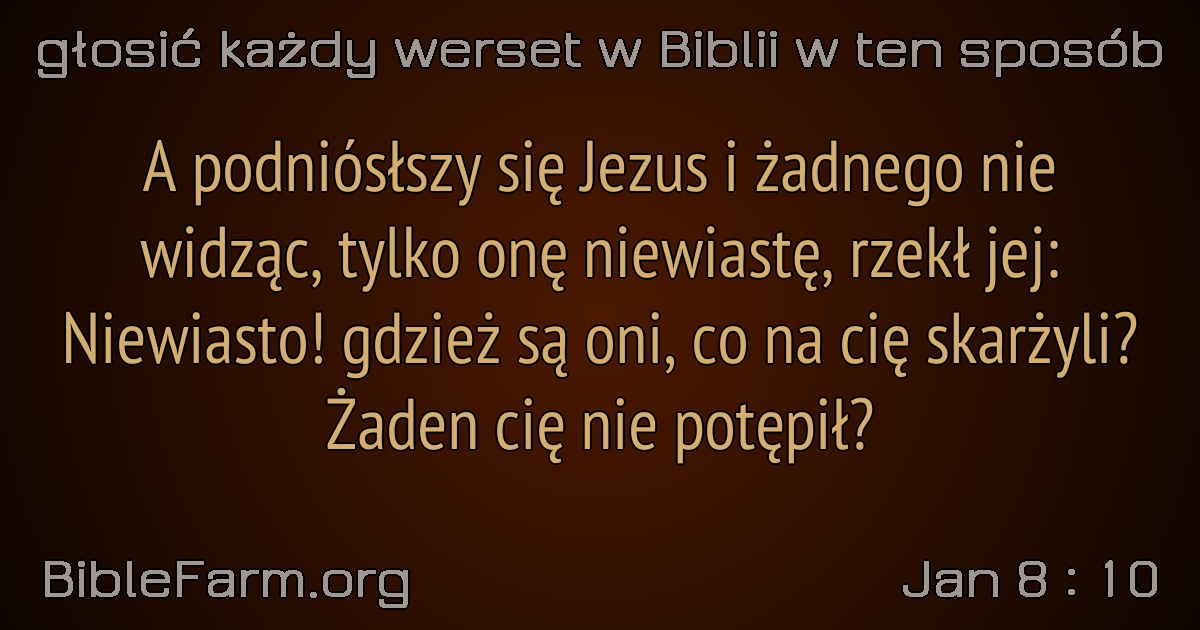 głosić każdy werset w Biblii w ten sposób
A podniósłszy się Jezus i żadnego nie
widząc, tylko onę niewiastę, rzekł jej:
Niewiasto! gdzież są oni, co na cię skarżyli?
Żaden cię nie potępił?
BibleFarm.org
Jan 8 : 10